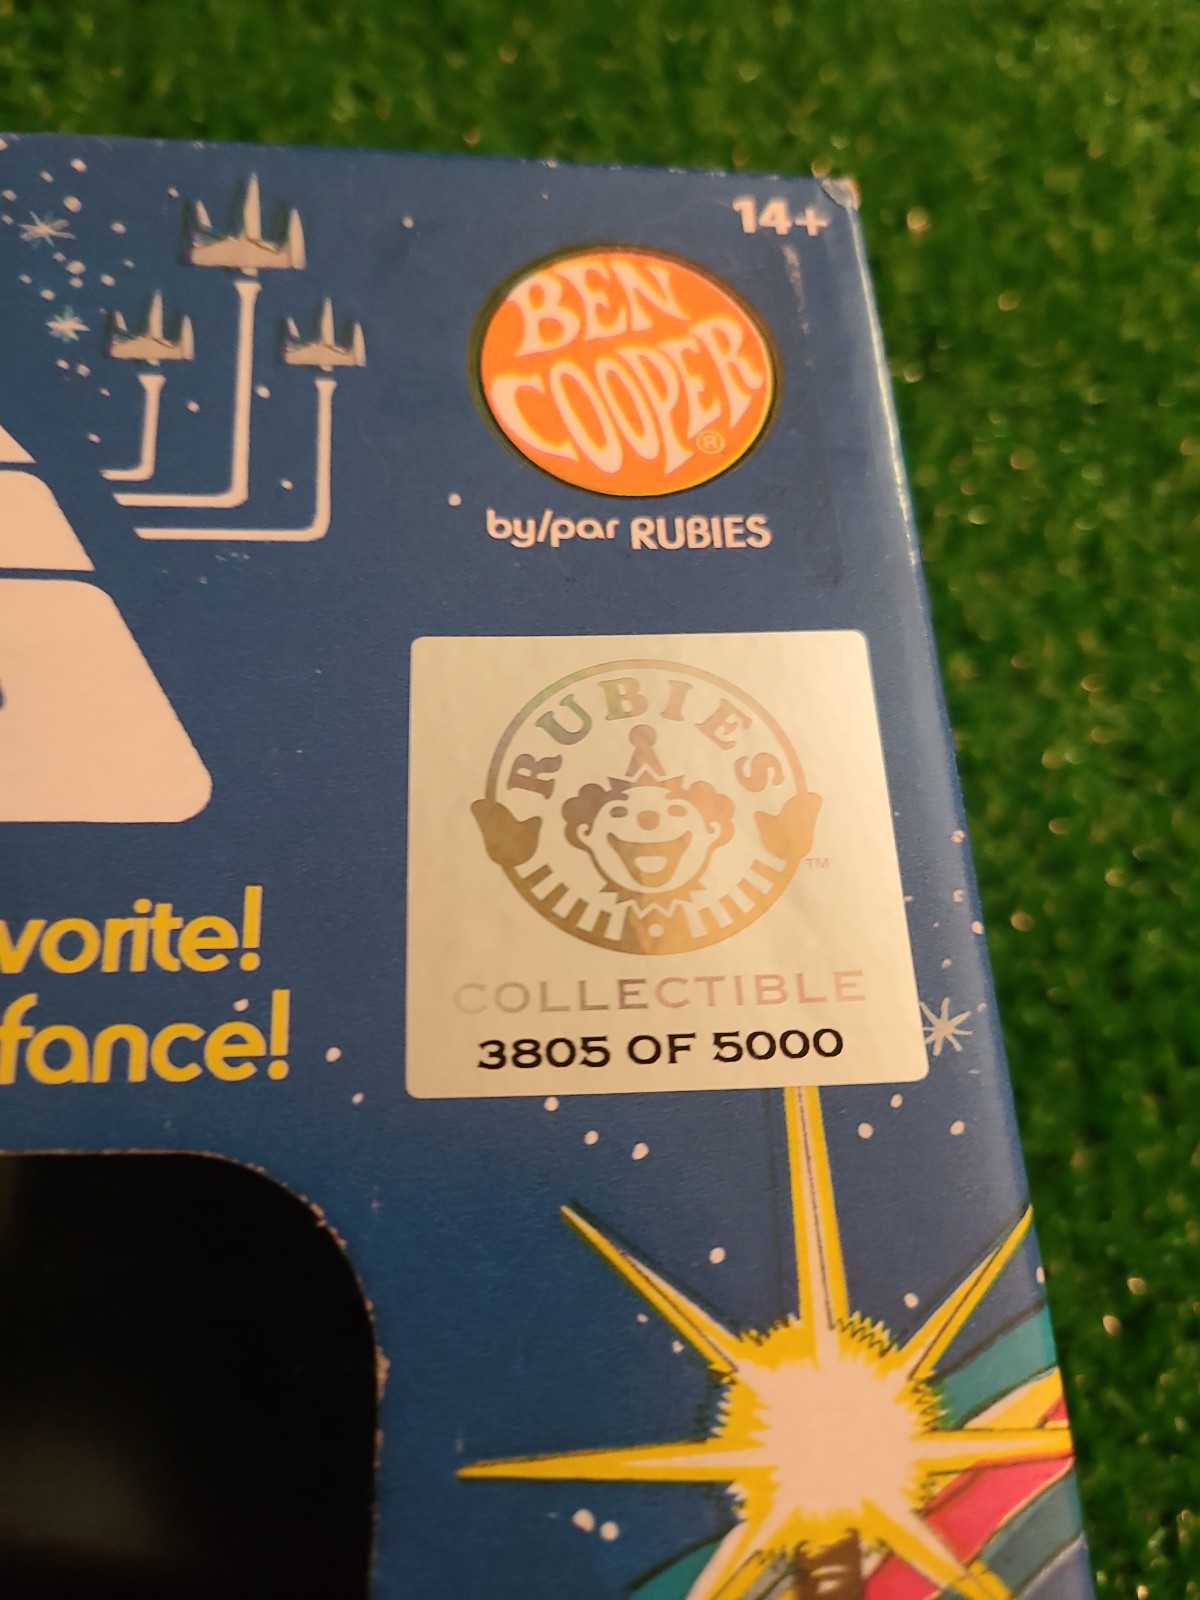 14+
BEN
COOPER
®
by/par RUBIES
RUBIES
TM
COLLECTIBLE
3805 OF 5000
vorite!
fance!